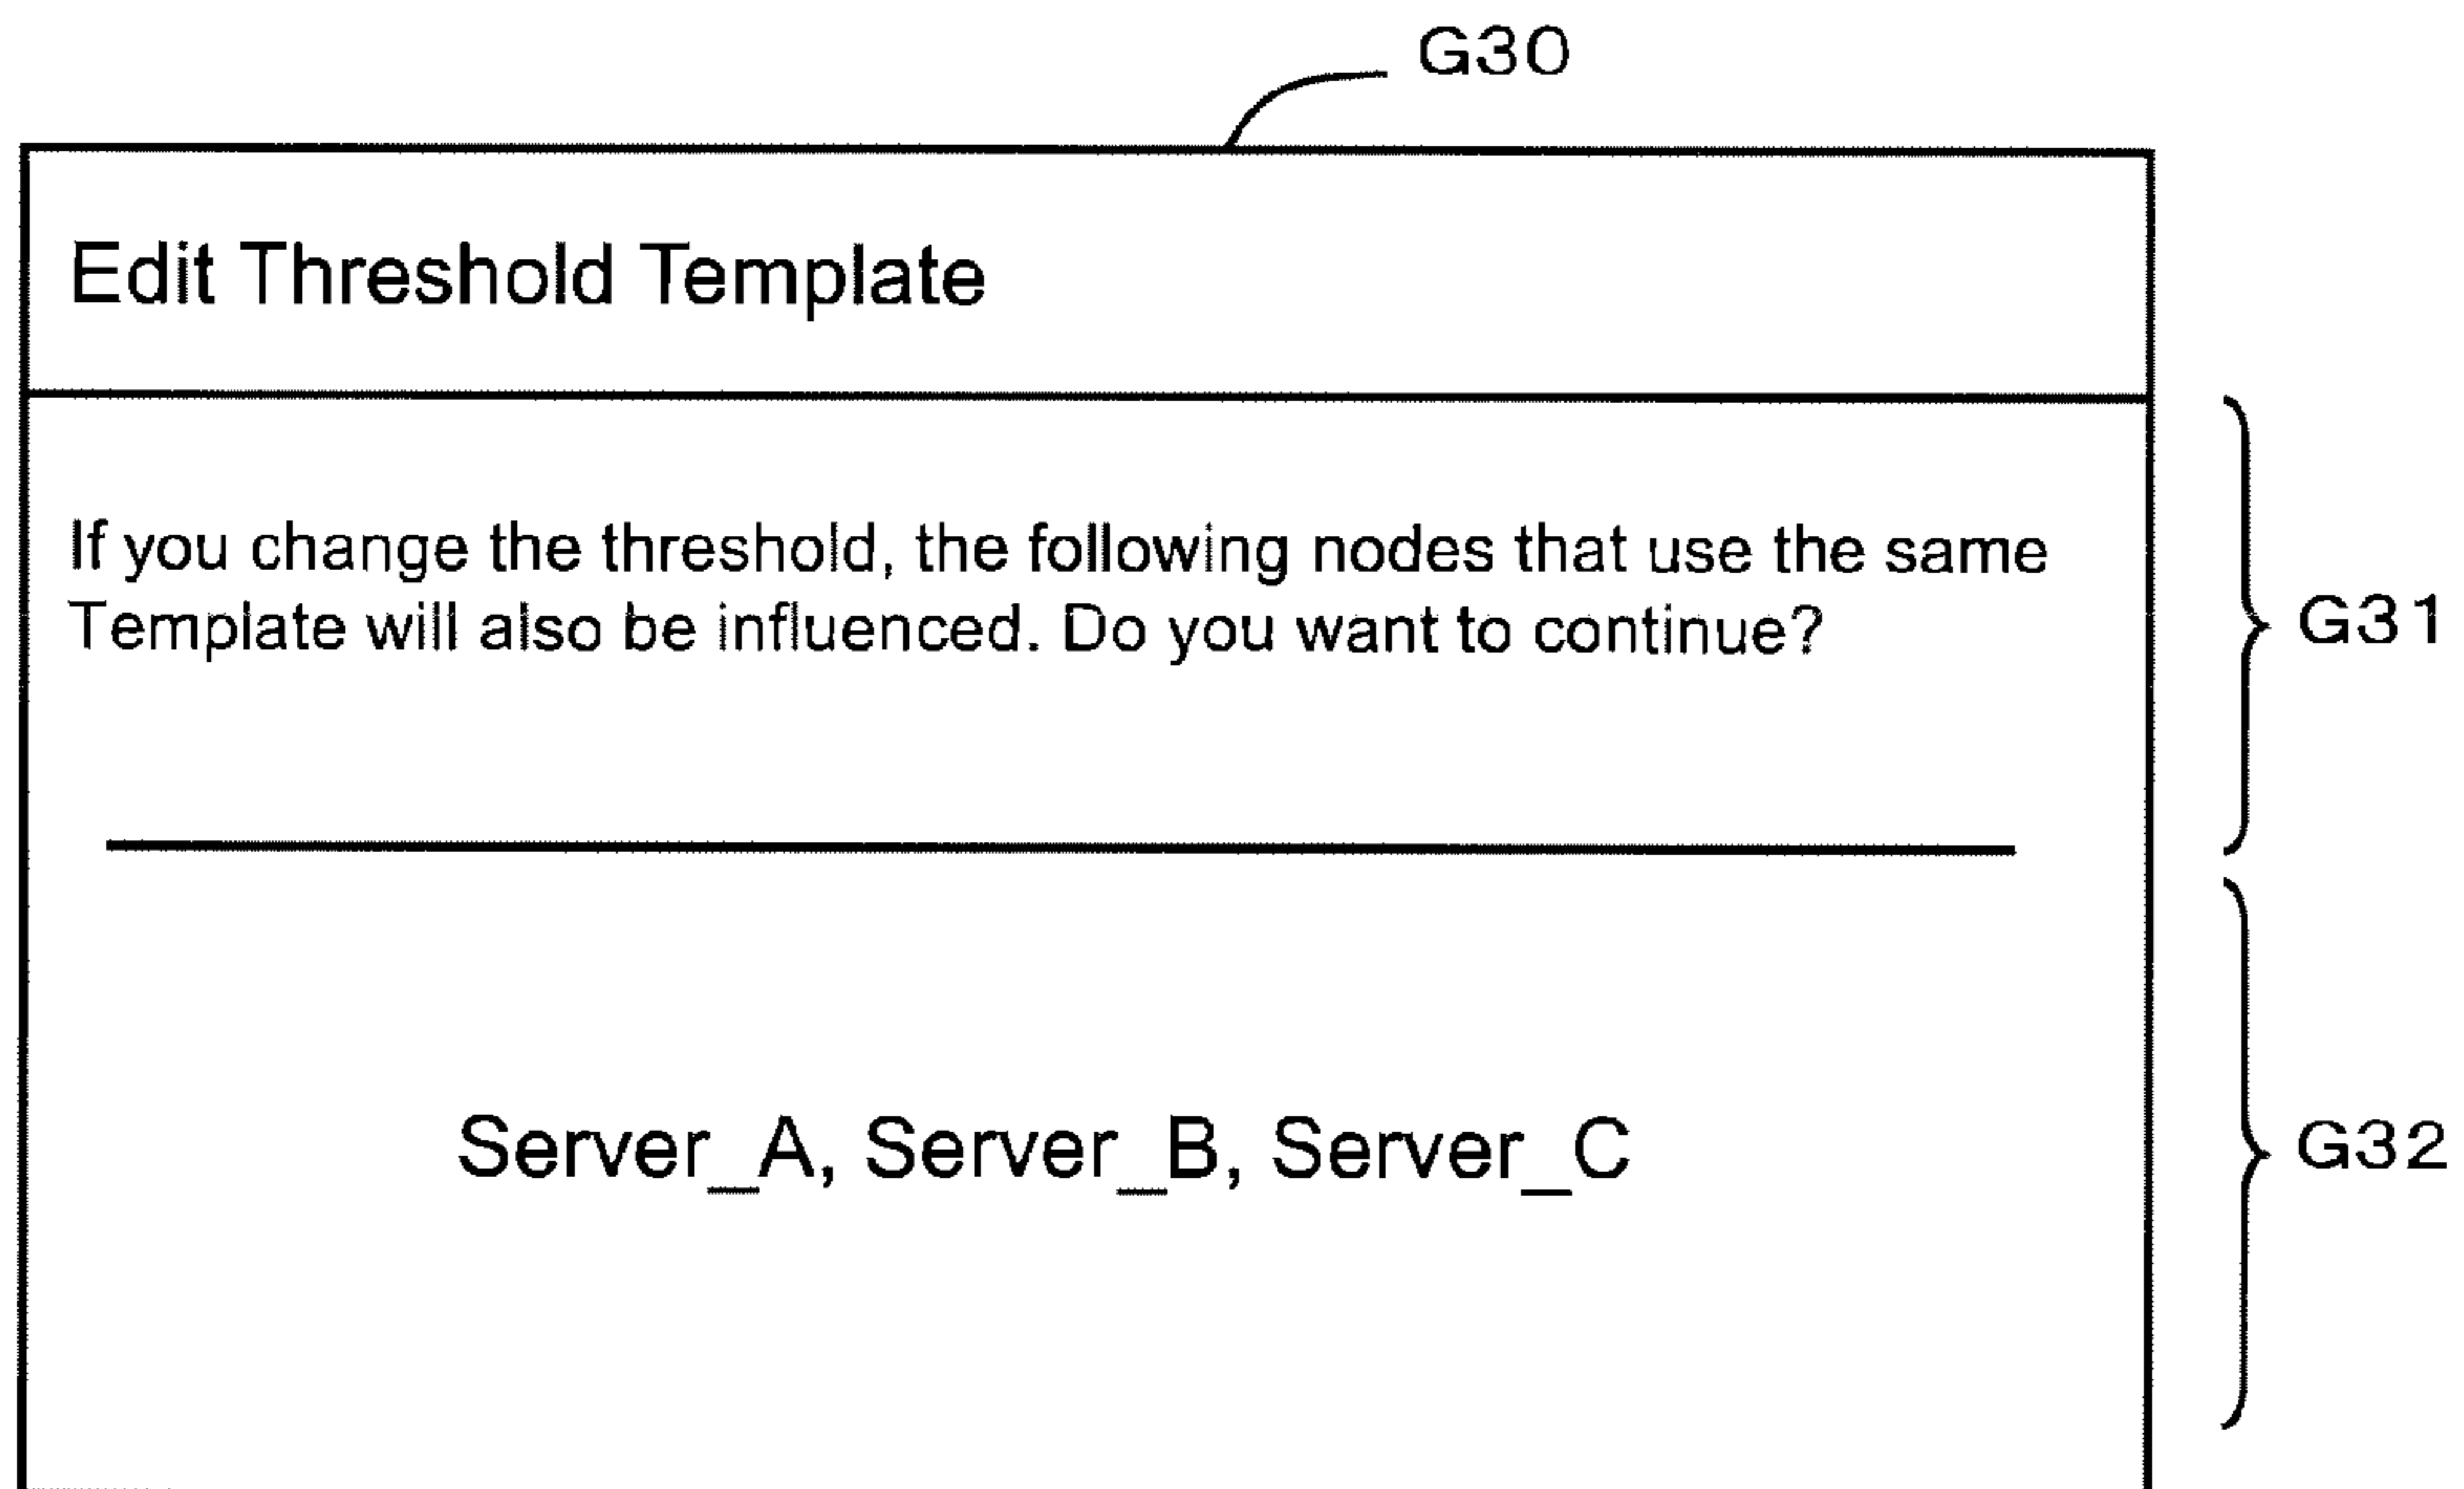 G30
Edit Threshold Template
If you change the threshold, the following nodes that use the same
Template will also be influenced. Do you want to continue?
G31
Server_A, Server_B, Server_C
G32